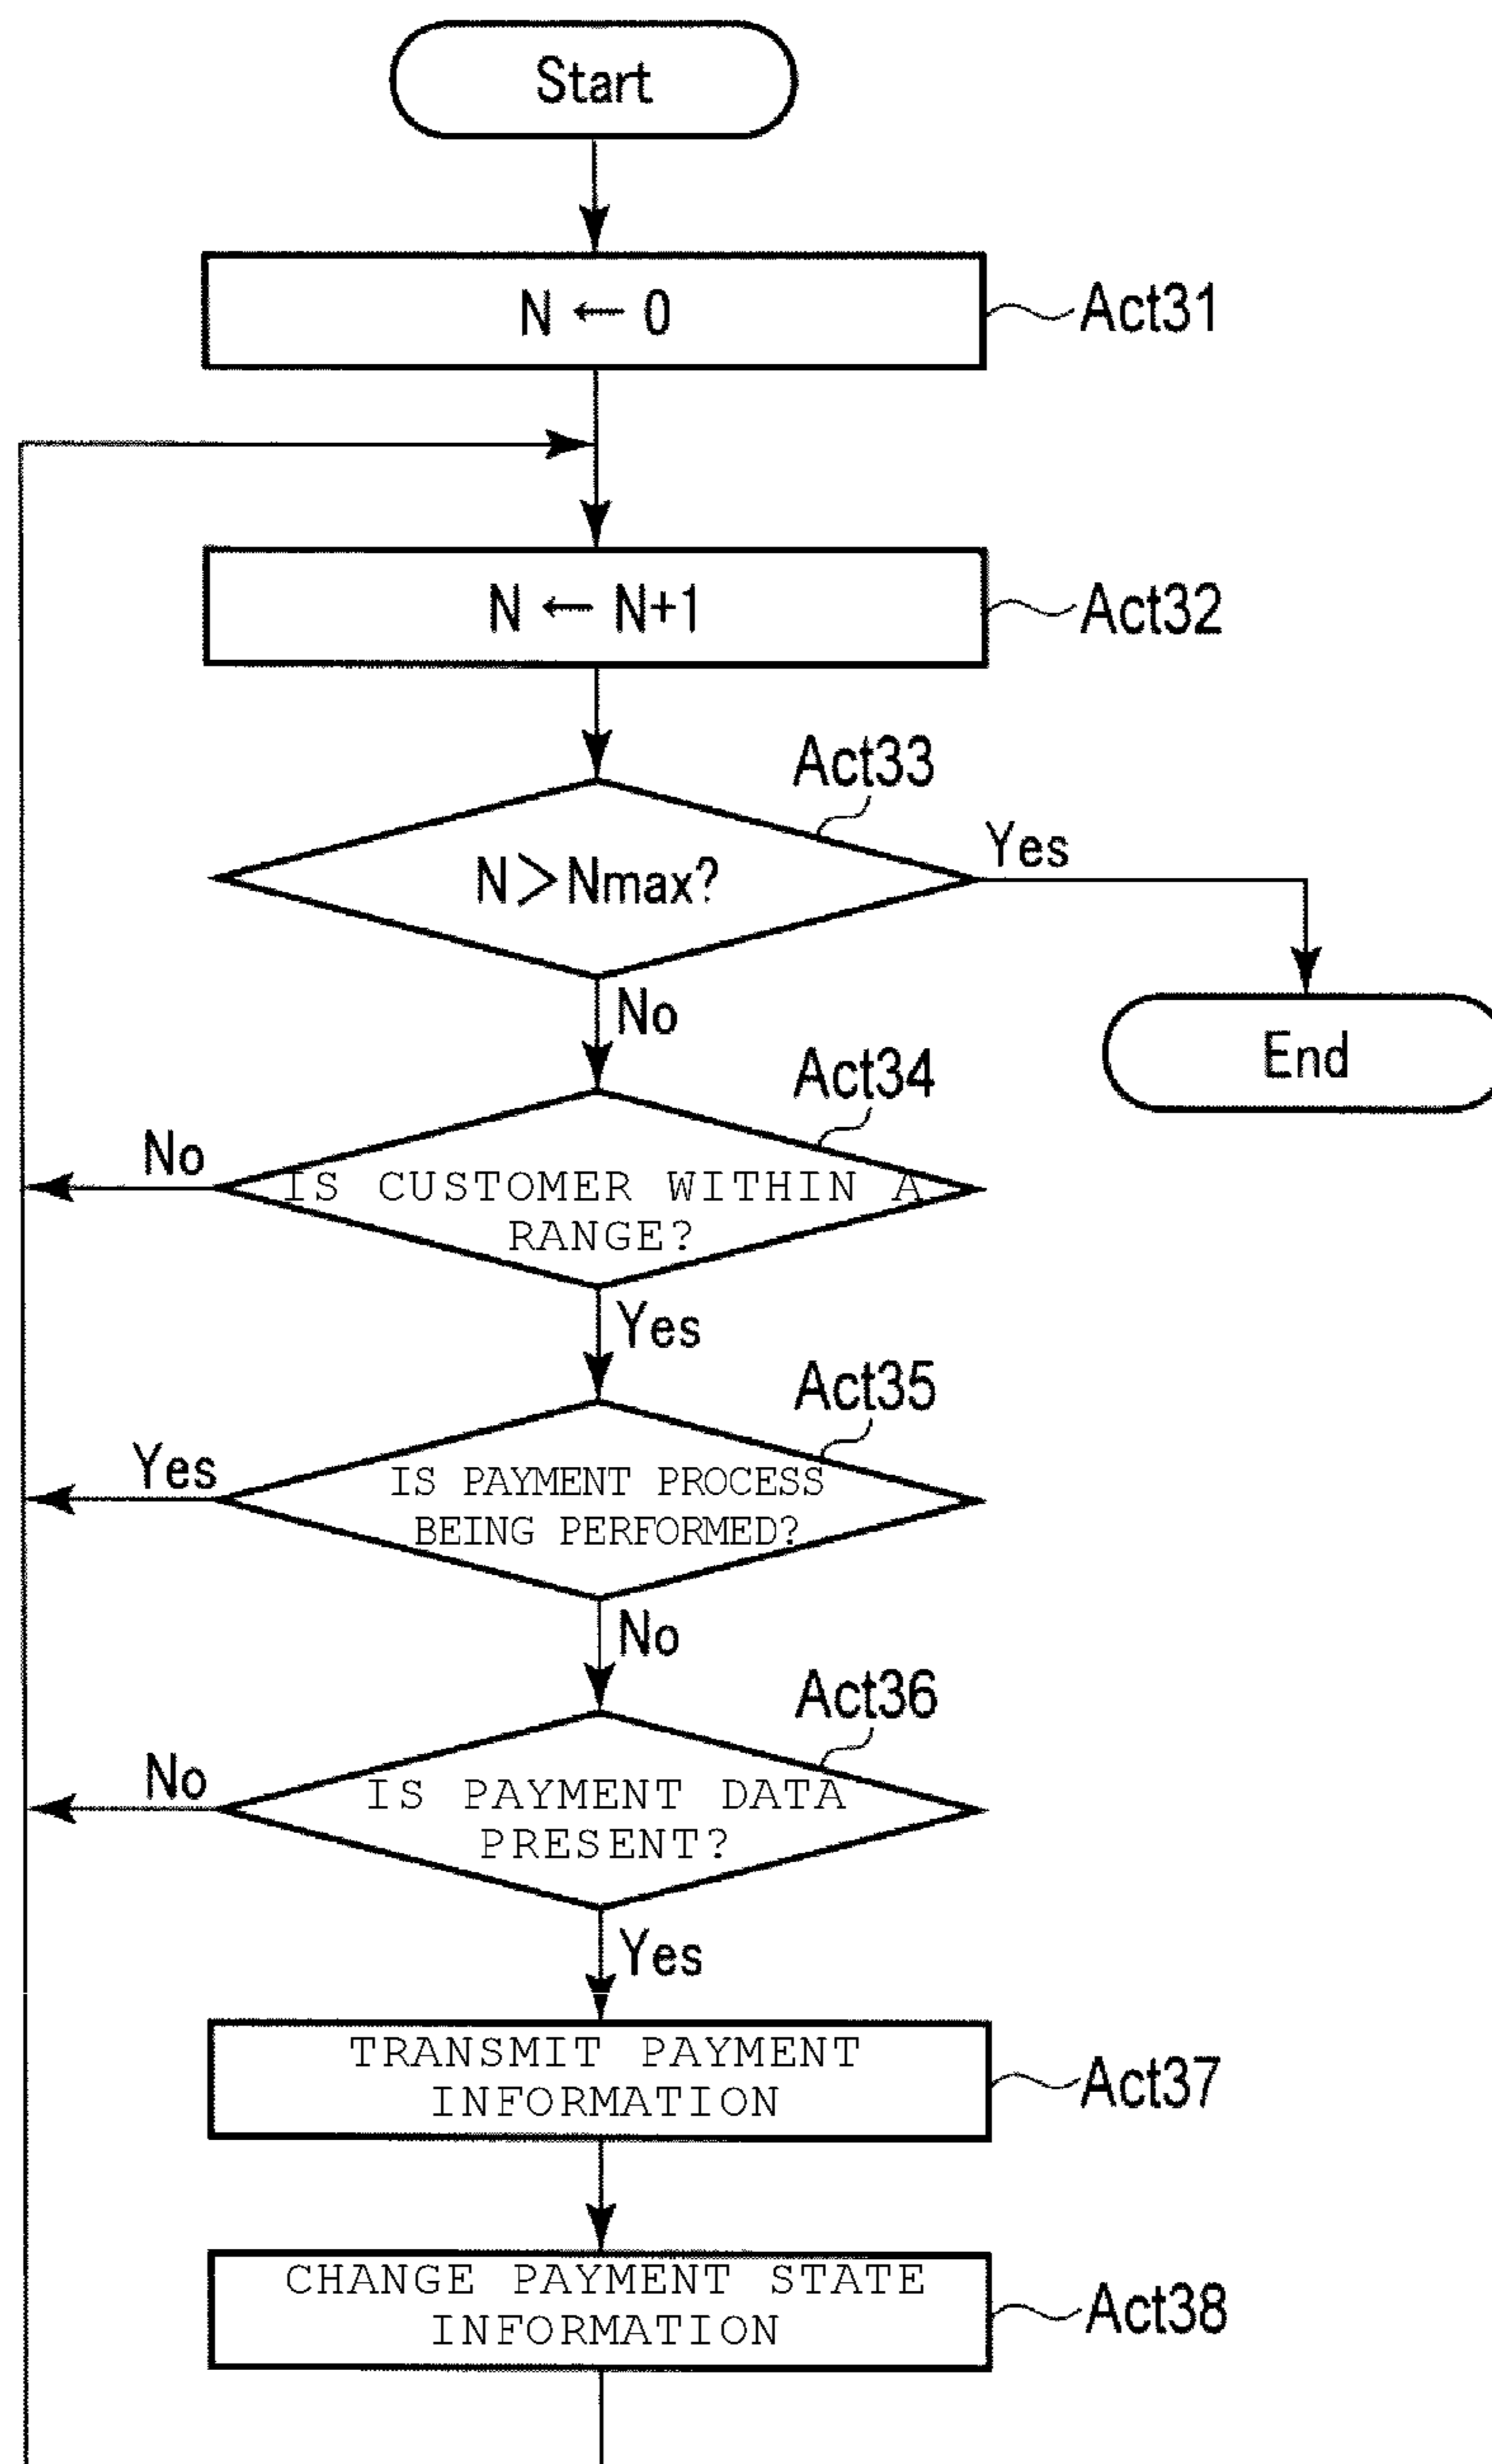 Start
N ← 0
Act31
N ← N+1
Act32
Act33
N>Nmax?
Yes
No
End
Act34
No
IS CUSTOMER WITHIN A
RANGE?
Yes
Act35
Yes
IS PAYMENT PROCESS
BEING PERFORMED?
No
Act36
No
IS PAYMENT DATA
PRESENT?
Yes
TRANSMIT PAYMENT
INFORMATION
Act37
CHANGE PAYMENT STATE
INFORMATION
Act38